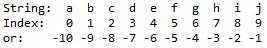 String: a b c d e f g h i j
Index: 0 1 2 3 4 5 6 7 8 9
or: -10 -9 -8 -7 -6 -5 -4 -3 -2 -1